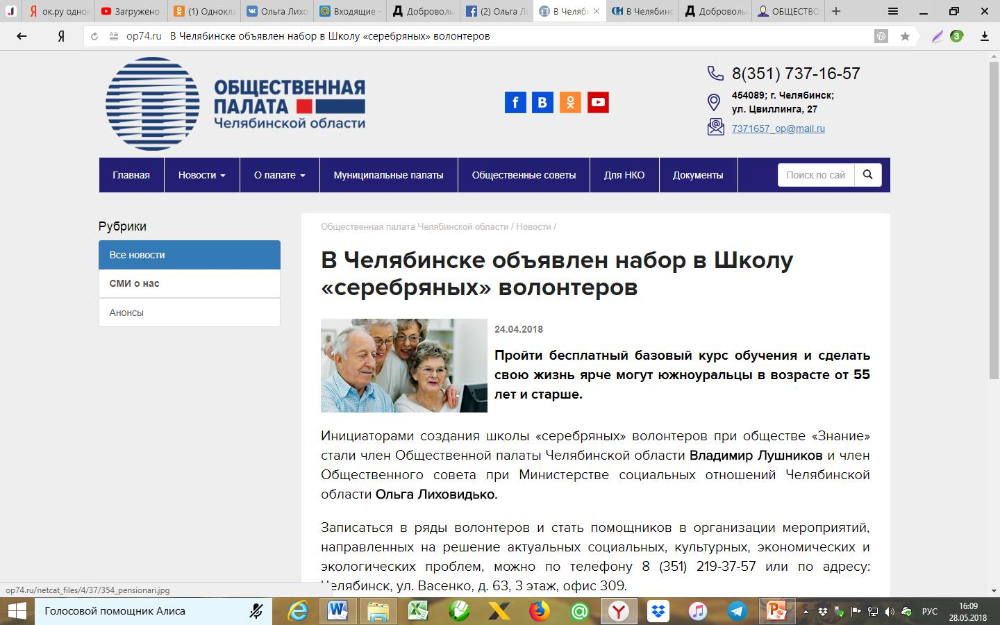 ок.ру однок
Загружено
(1) Однокла
Ольга Лихо
Входящие -
Доброволь
(2) Ольга Л
В Челяби
В Челябинс
Доброволь
ОБЩЕСТВО
op74.ru В Челябинске объявлен набор в Школу «серебряных» волонтеров
3
ОБЩЕСТВЕННАЯ
ПАЛАТА
Челябинской области
8(351) 737-16-57
454089; г. Челябинск;
ул. Цвиллинга, 27
7371657_op@mail.ru
Главная
Новости
О палате
Муниципальные палаты
Общественные советы
Для НКО
Документы
Поиск по сай
Рубрики
Все новости
СМИ о нас
Анонсы
Общественная палата Челябинской области / Новости /
В Челябинске объявлен набор в Школу
«серебряных» волонтеров
24.04.2018
Пройти бесплатный базовый курс обучения и сделать
свою жизнь ярче могут южноуральцы в возрасте от 55
лет и старше.
Инициаторами создания школы «серебряных» волонтеров при обществе «Знание»
стали член Общественной палаты Челябинской области Владимир Лушников и член
Общественного совета при Министерстве социальных отношений Челябинской
области Ольга Лиховидько.
Записаться в ряды волонтеров и стать помощников в организации мероприятий,
направленных на решение актуальных социальных, культурных, экономических и
экологических проблем, можно по телефону 8 (351) 219-37-57 или по адресу:
Челябинск, ул. Васенко, д. 63, 3 этаж, офис 309.
op74.ru/netcat_files/4/37/354_pensionari.jpg
Голосовой помощник Алиса
РУС
16:09
28.05.2018